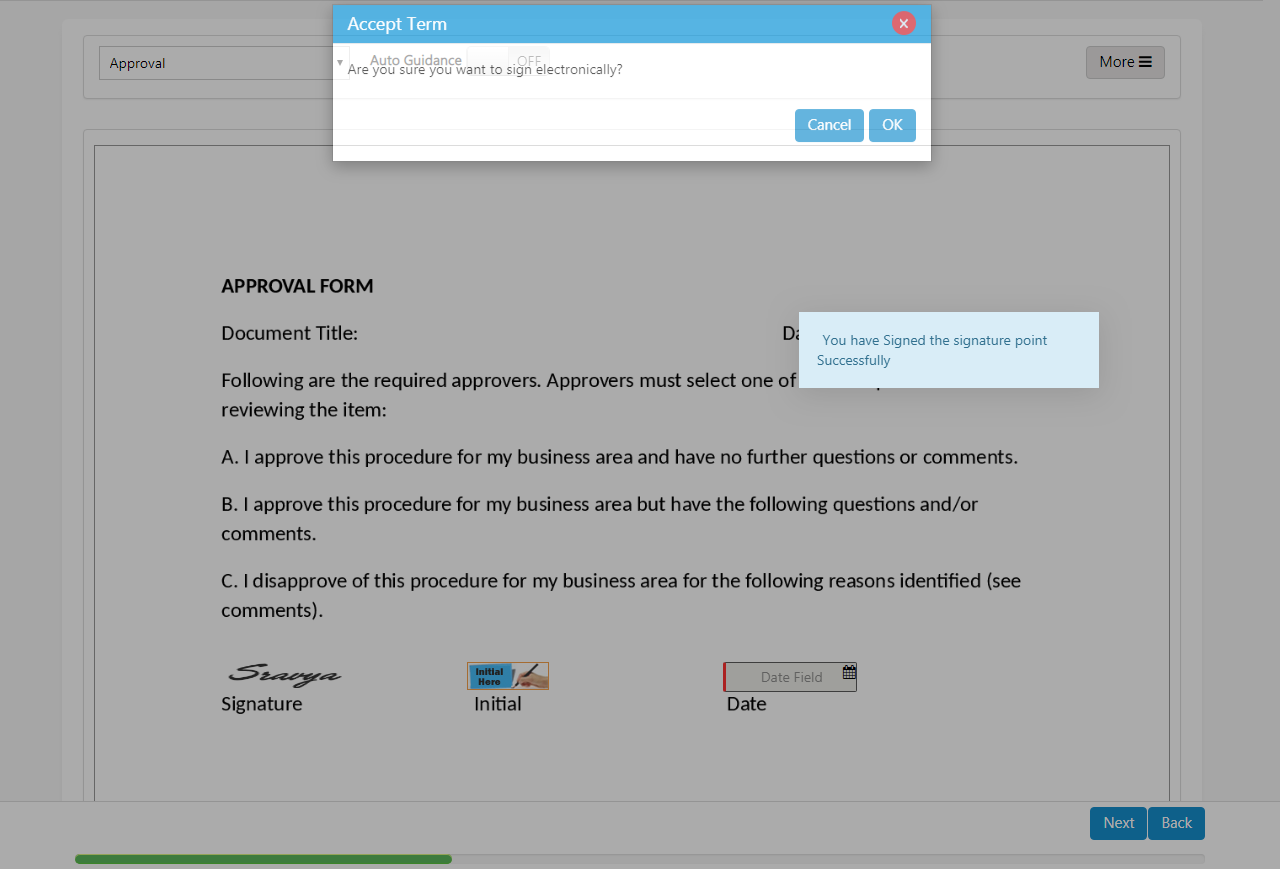 Accept Term
Approval
Auto Guidance
OFF
Are you sure you want to sign electronically?
More
Cancel
OK
APPROVAL FORM
Document Title:
You have Signed the signature point
Successfully
Following are the required approvers. Approvers must select one of
reviewing the item:
A. I approve this procedure for my business area and have no further questions or comments.
B. I approve this procedure for my business area but have the following questions and/or
comments.
C. I disapprove of this procedure for my business area for the following reasons identified (see
comments).
Sravya
Initial
Here
Date Field
Signature
Initial
Date
Next
Back